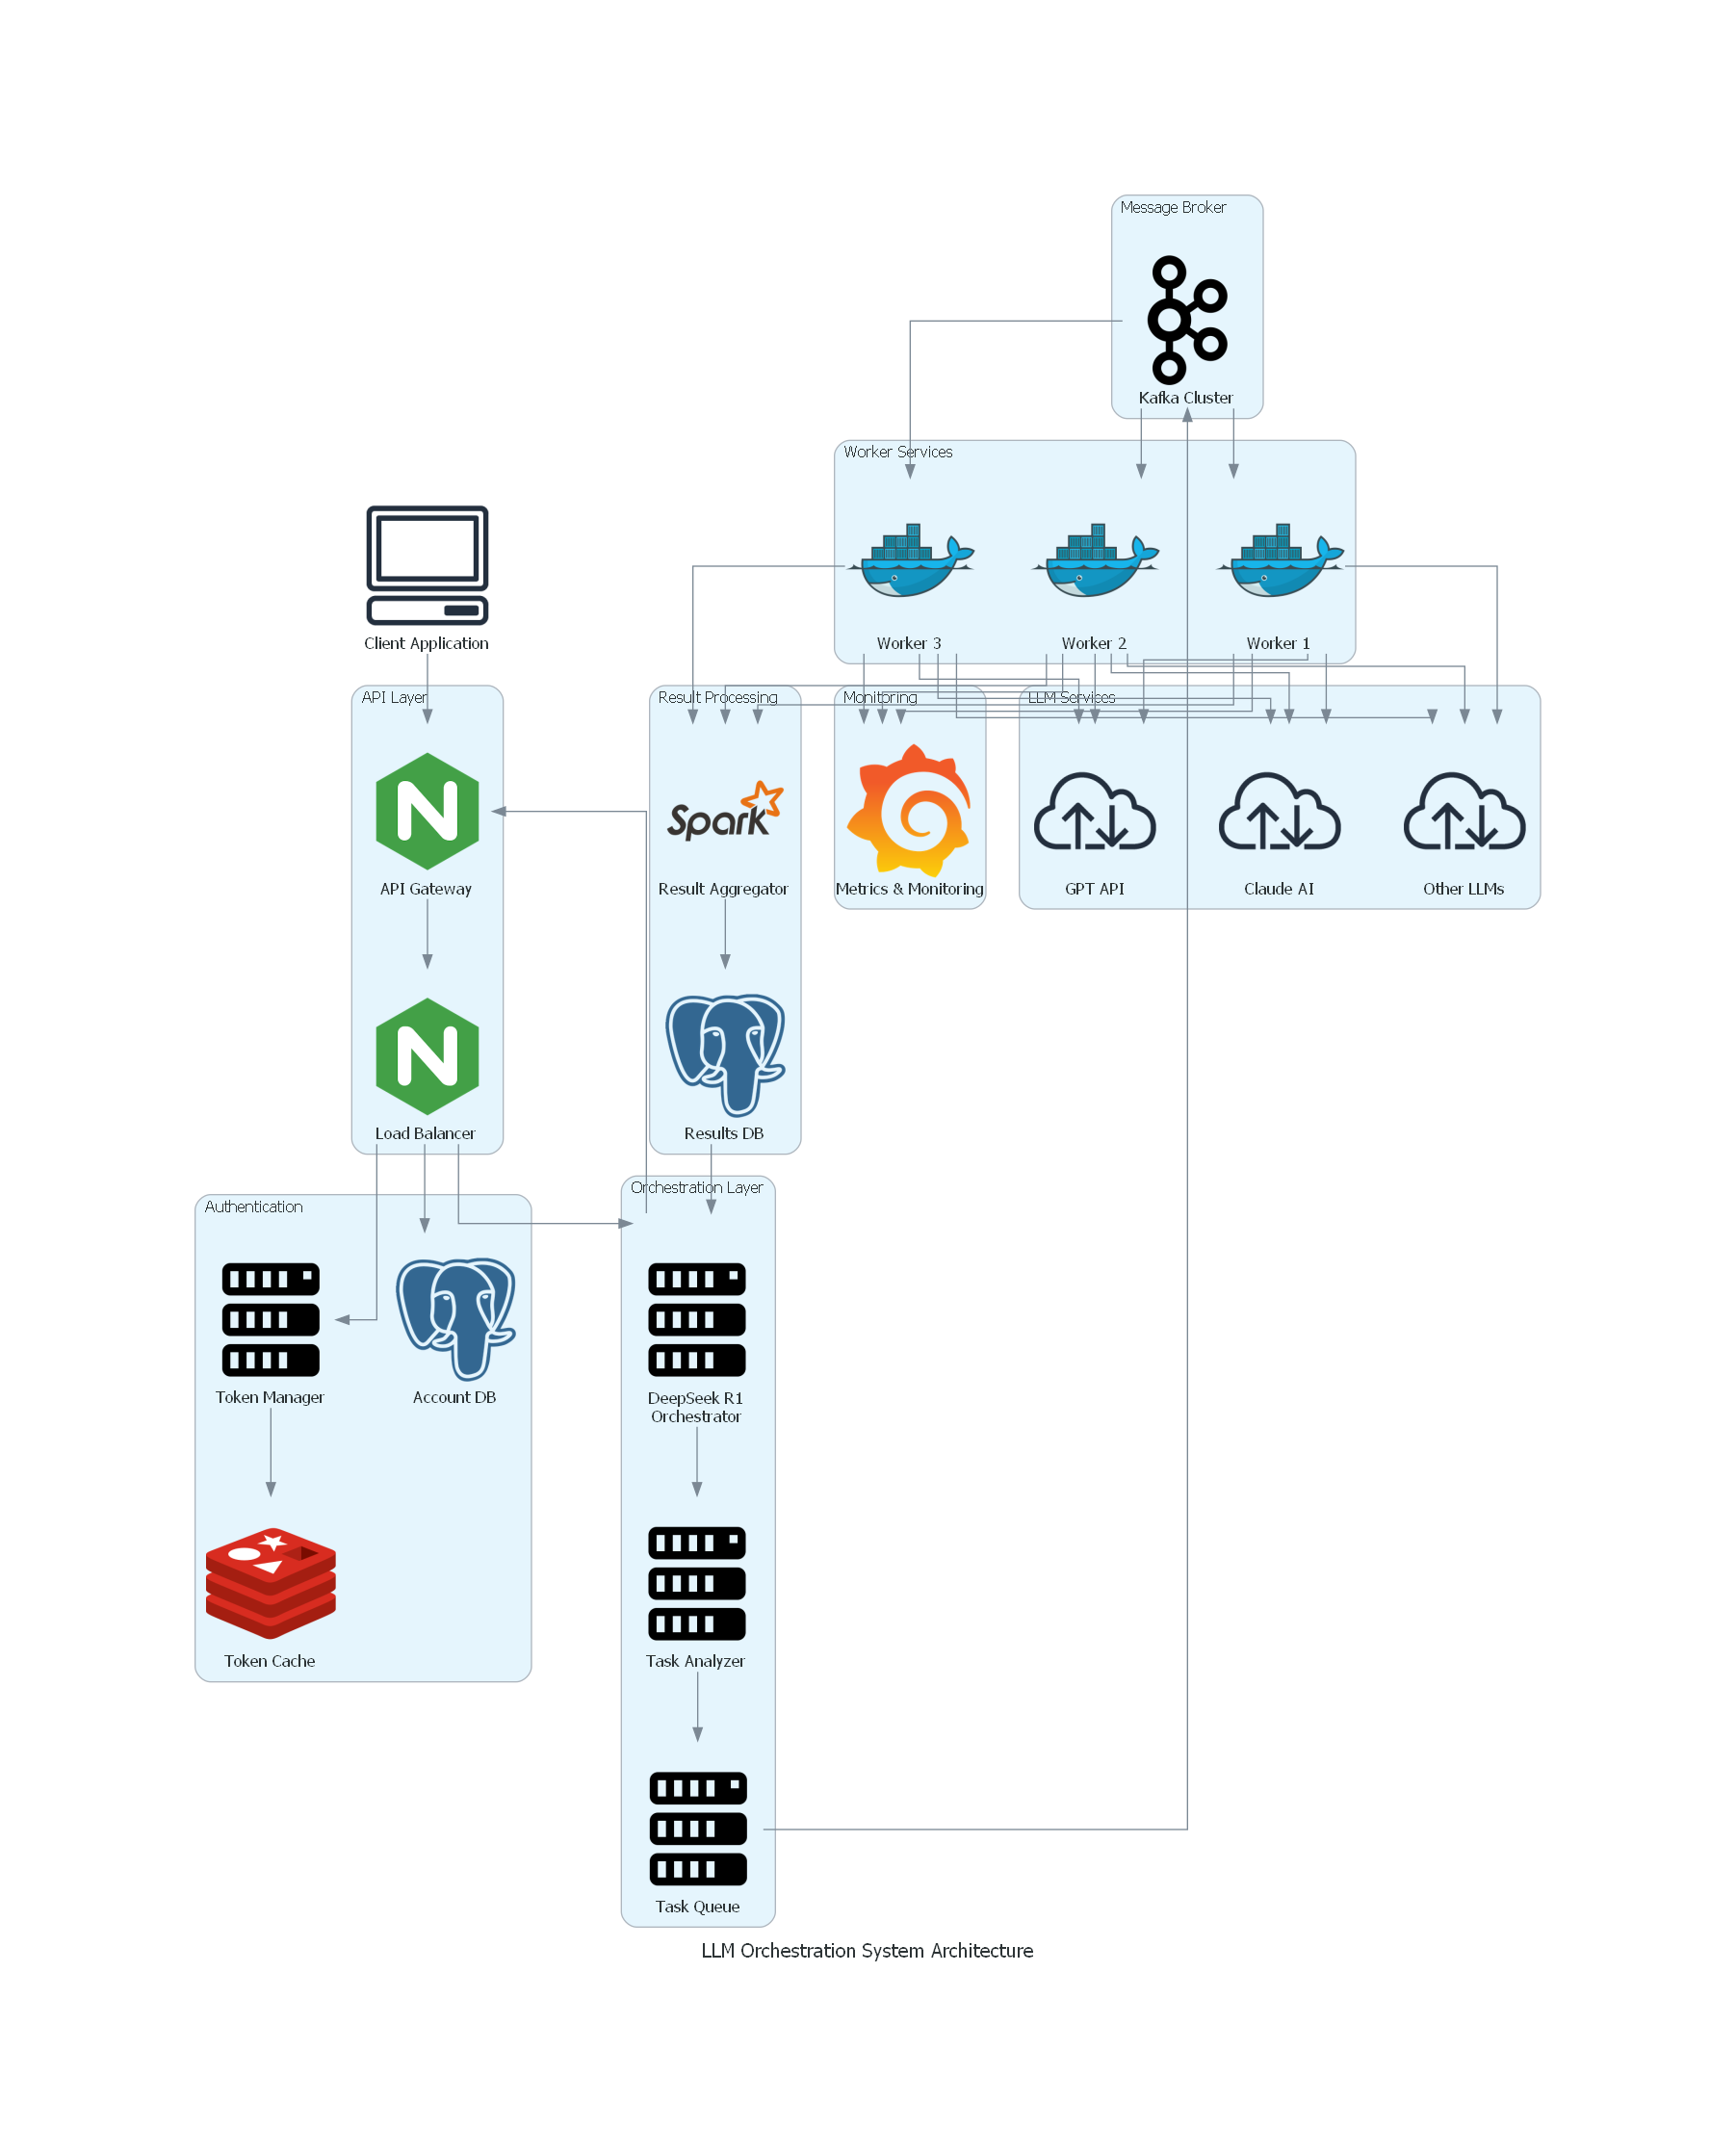 Message Broker
Kafka Cluster
Worker Services
Worker 3
Worker 2
Worker 1
Client Application
API Layer
Result Processing
Monitoring
LLM Services
API Gateway
Spark
Result Aggregator
Metrics & Monitoring
GPT API
Claude AI
Other LLMs
Load Balancer
Results DB
Authentication
Orchestration Layer
Token Manager
Account DB
DeepSeek R1
Orchestrator
Token Cache
Task Analyzer
Task Queue
LLM Orchestration System Architecture